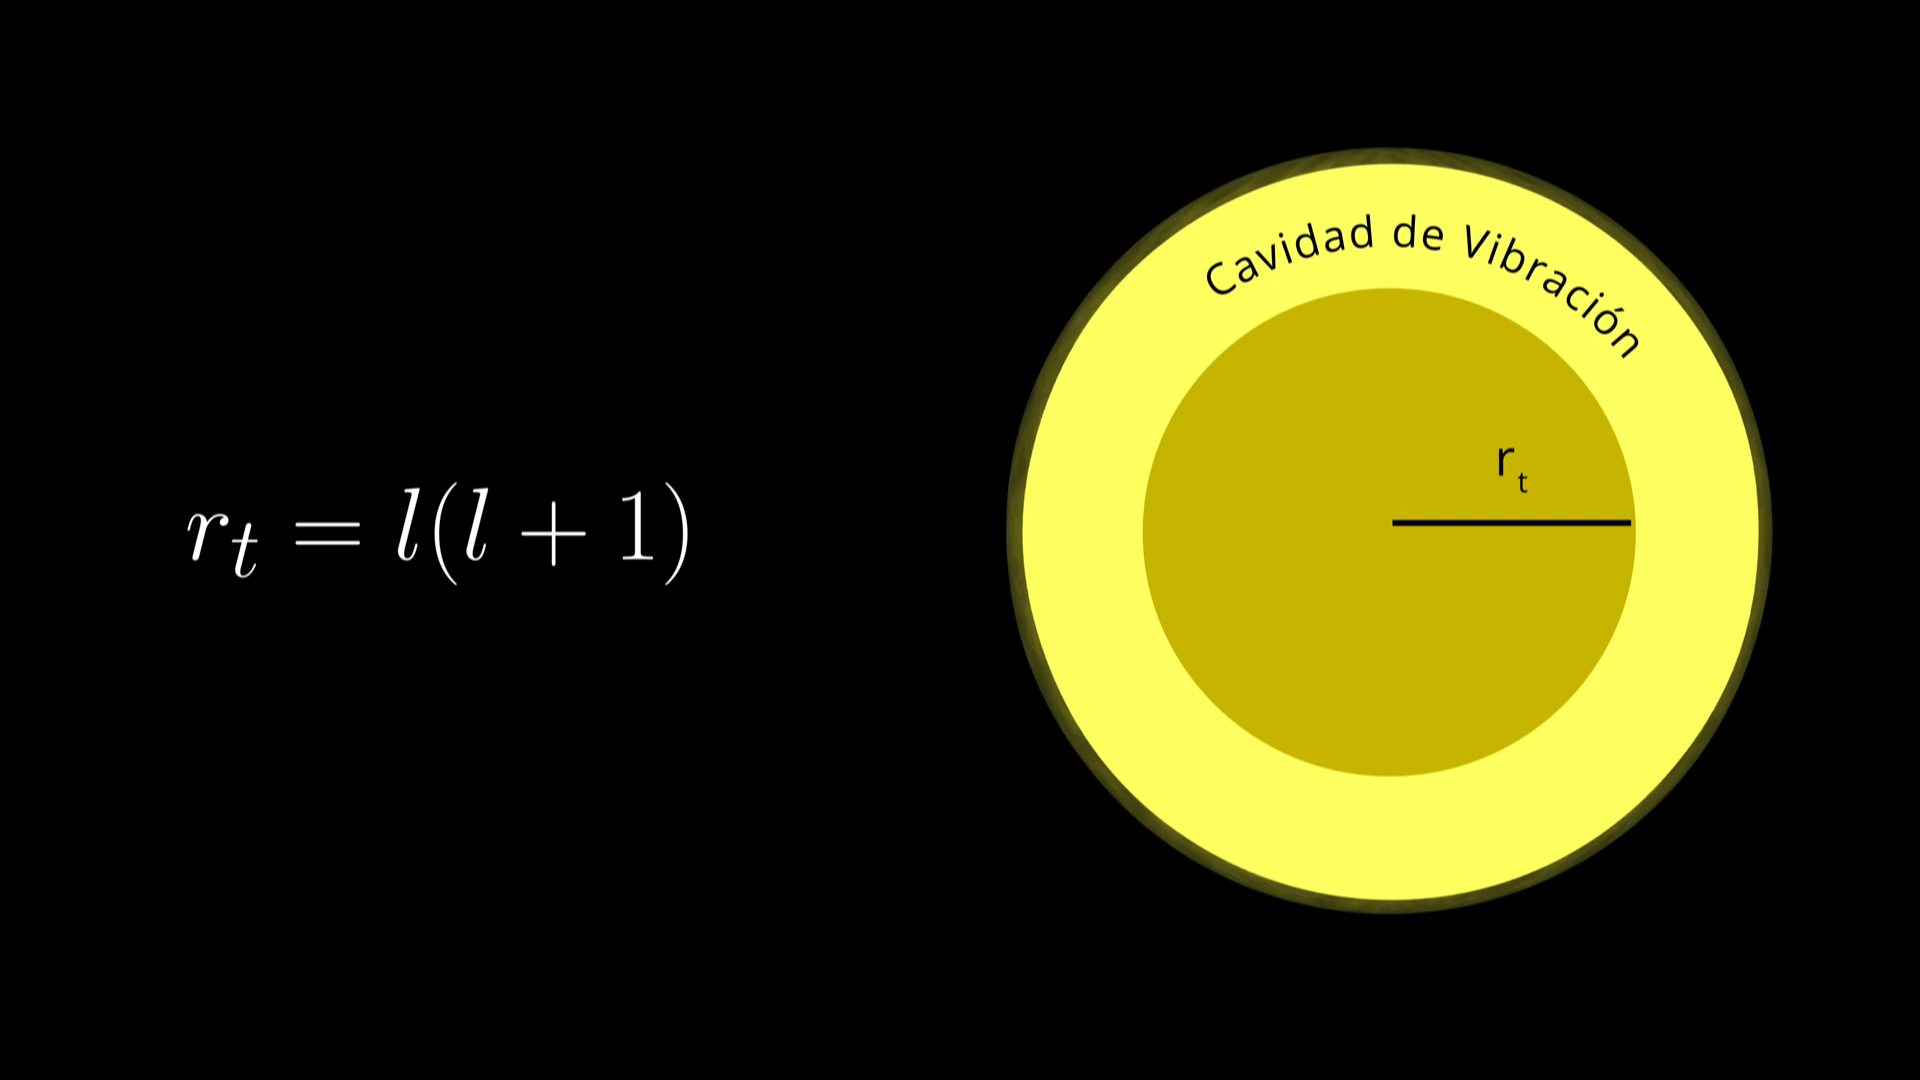 r_t = l(l + 1)
Cavidad de Vibración
r_t